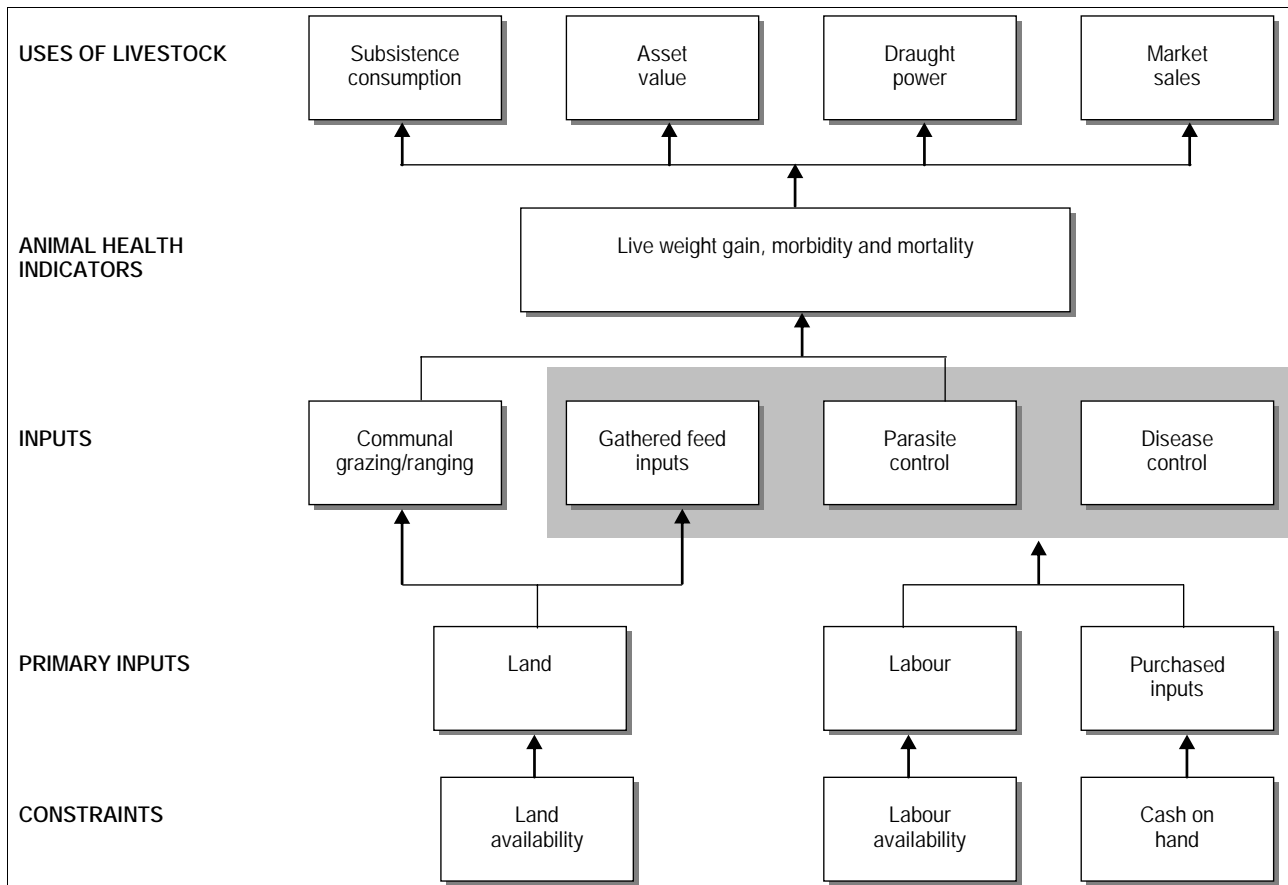 USES OF LIVESTOCK
Subsistence
consumption
Asset
value
Draught
power
Market
sales
ANIMAL HEALTH
INDICATORS
Live weight gain, morbidity and mortality
INPUTS
Communal
grazing/ranging
Gathered feed
inputs
Parasite
control
Disease
control
PRIMARY INPUTS
Land
Labour
Purchased
inputs
CONSTRAINTS
Land
availability
Labour
availability
Cash on
hand